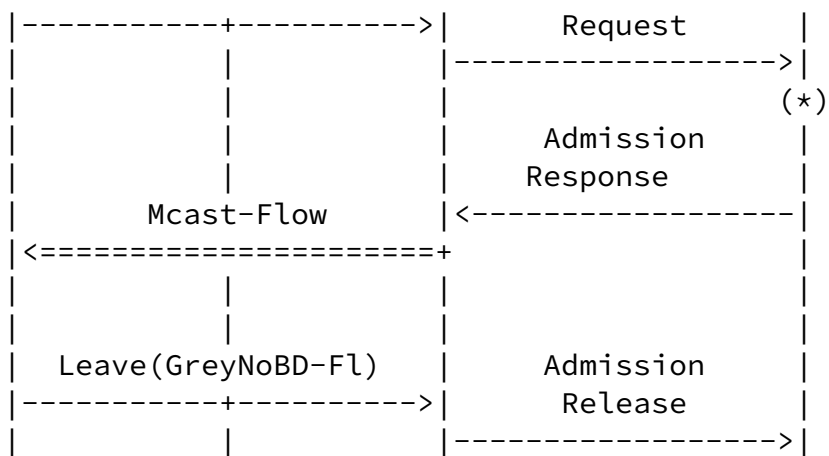 |-----------+---------->| Request |
| | |------------------>|
| | | (*)
| | | Admission |
| | | Response |
| Mcast-Flow |<------------------|
|<======================+ |
| | | |
| | | |
| Leave(GreyNoBD-Fl) | Admission |
|-----------+---------->| Release |
| | |------------------>|